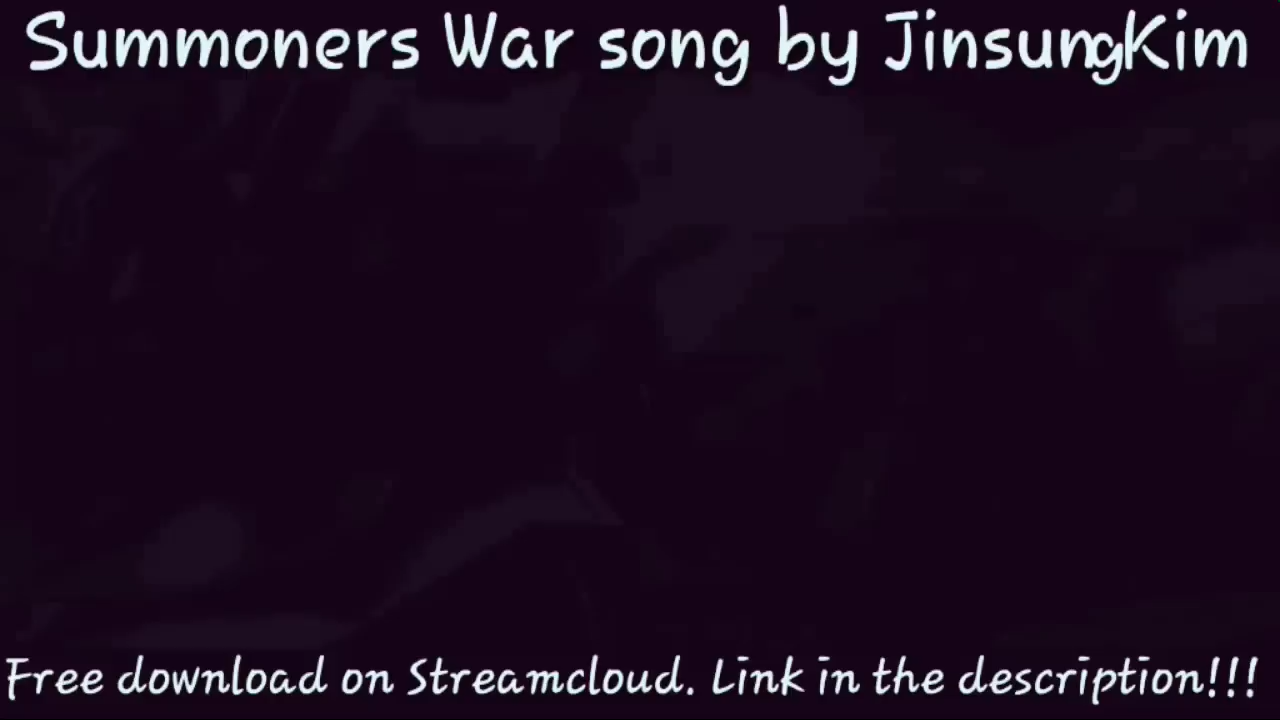 Summoners War song by JinsungKim
Free download on Streamcloud. Link in the description!!!